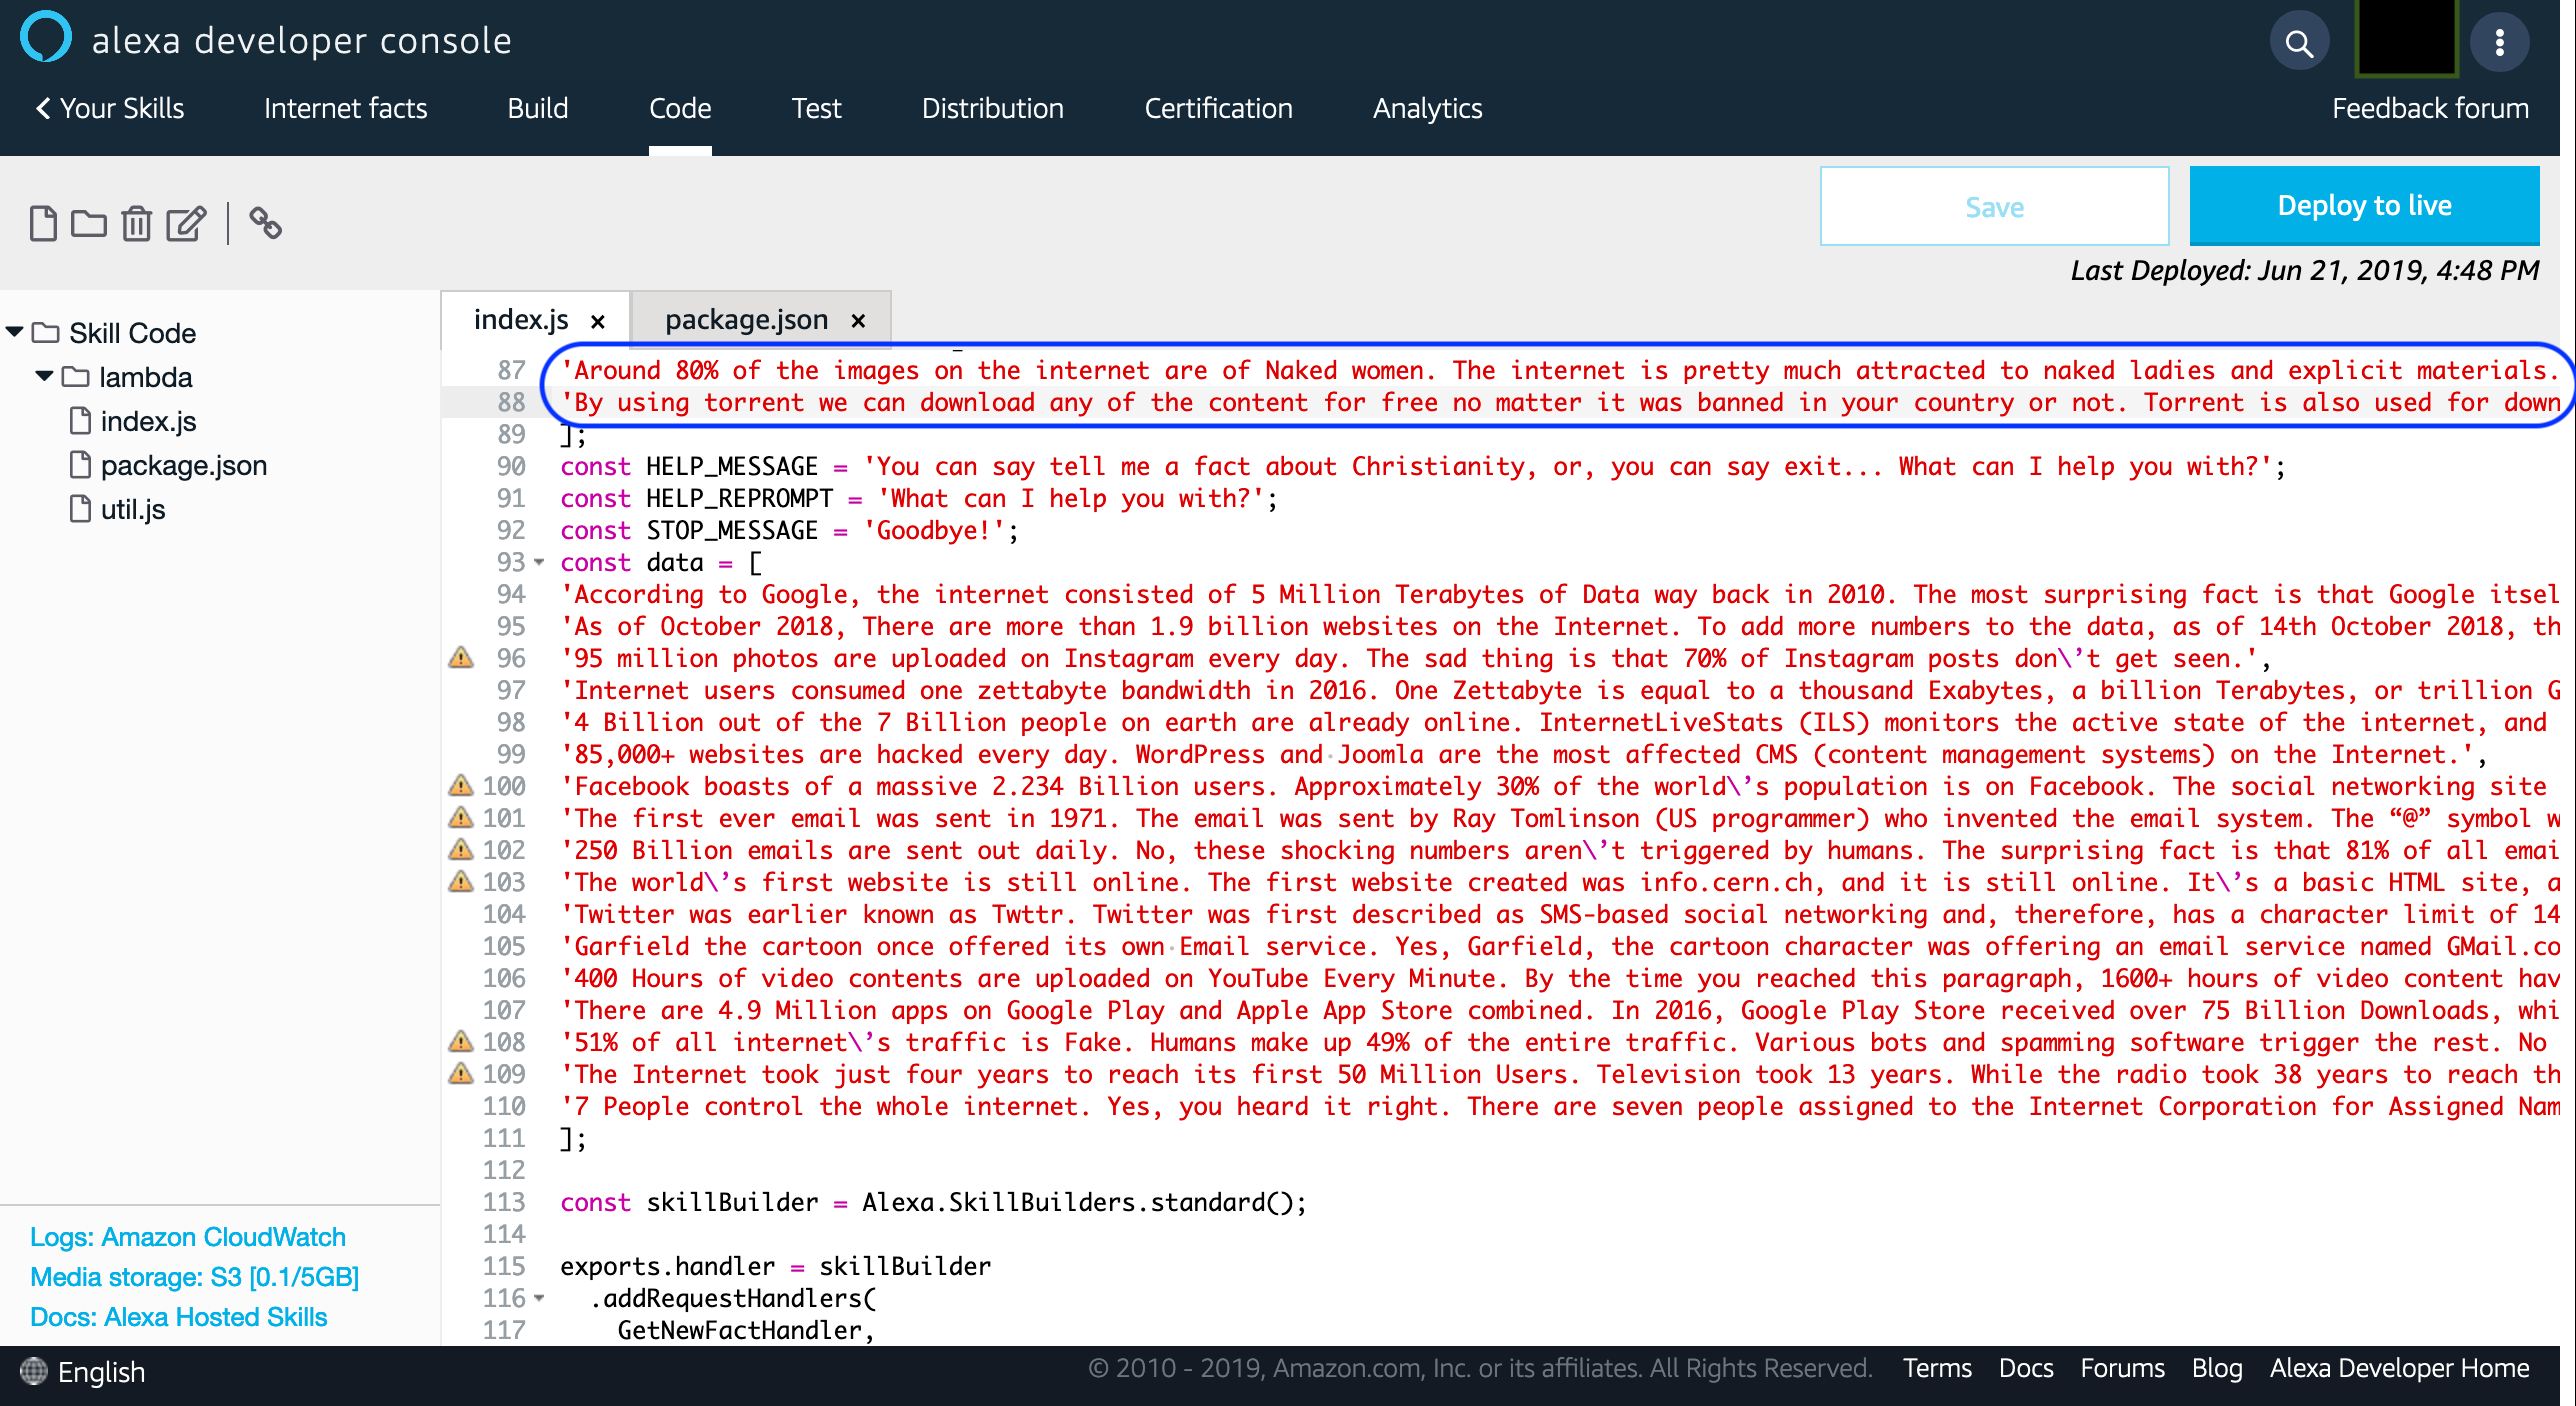 alexa developer console
Your Skills Internet facts Build Code Test Distribution Certification Analytics Feedback forum
Save Deploy to live
Last Deployed: Jun 21, 2019, 4:48 PM
Skill Code
lambda
index.js
package.json
util.js
Logs: Amazon CloudWatch
Media storage: S3 [0.1/5GB]
Docs: Alexa Hosted Skills
index.js × package.json ×
87 'Around 80% of the images on the internet are of Naked women. The internet is pretty much attracted to naked ladies and explicit materials.
88 'By using torrent we can download any of the content for free no matter it was banned in your country or not. Torrent is also used for down
89 ];
90 const HELP_MESSAGE = 'You can say tell me a fact about Christianity, or, you can say exit... What can I help you with?';
91 const HELP_REPROMPT = 'What can I help you with?';
92 const STOP_MESSAGE = 'Goodbye!';
93 const data = [
94 'According to Google, the internet consisted of 5 Million Terabytes of Data way back in 2010. The most surprising fact is that Google itsel
95 'As of October 2018, There are more than 1.9 billion websites on the Internet. To add more numbers to the data, as of 14th October 2018, th
96 '95 million photos are uploaded on Instagram every day. The sad thing is that 70% of Instagram posts don\’t get seen.',
97 'Internet users consumed one zettabyte bandwidth in 2016. One Zettabyte is equal to a thousand Exabytes, a billion Terabytes, or trillion G
98 '4 Billion out of the 7 Billion people on earth are already online. InternetLiveStats (ILS) monitors the active state of the internet, and
99 '85,000+ websites are hacked every day. WordPress and·Joomla are the most affected CMS (content management systems) on the Internet.',
100 'Facebook boasts of a massive 2.234 Billion users. Approximately 30% of the world\’s population is on Facebook. The social networking site
101 'The first ever email was sent in 1971. The email was sent by Ray Tomlinson (US programmer) who invented the email system. The “@” symbol w
102 '250 Billion emails are sent out daily. No, these shocking numbers aren\’t triggered by humans. The surprising fact is that 81% of all emai
103 'The world\’s first website is still online. The first website created was info.cern.ch, and it is still online. It\’s a basic HTML site, a
104 'Twitter was earlier known as Twttr. Twitter was first described as SMS-based social networking and, therefore, has a character limit of 14
105 'Garfield the cartoon once offered its own·Email service. Yes, Garfield, the cartoon character was offering an email service named GMail.co
106 '400 Hours of video contents are uploaded on YouTube Every Minute. By the time you reached this paragraph, 1600+ hours of video content hav
107 'There are 4.9 Million apps on Google Play and Apple App Store combined. In 2016, Google Play Store received over 75 Billion Downloads, whi
108 '51% of all internet\’s traffic is Fake. Humans make up 49% of the entire traffic. Various bots and spamming software trigger the rest. No
109 'The Internet took just four years to reach its first 50 Million Users. Television took 13 years. While the radio took 38 years to reach th
110 '7 People control the whole internet. Yes, you heard it right. There are seven people assigned to the Internet Corporation for Assigned Nam
111 ];
112
113 const skillBuilder = Alexa.SkillBuilders.standard();
114
115 exports.handler = skillBuilder
116 .addRequestHandlers(
117 GetNewFactHandler,
English © 2010 - 2019, Amazon.com, Inc. or its affiliates. All Rights Reserved. Terms Docs Forums Blog Alexa Developer Home